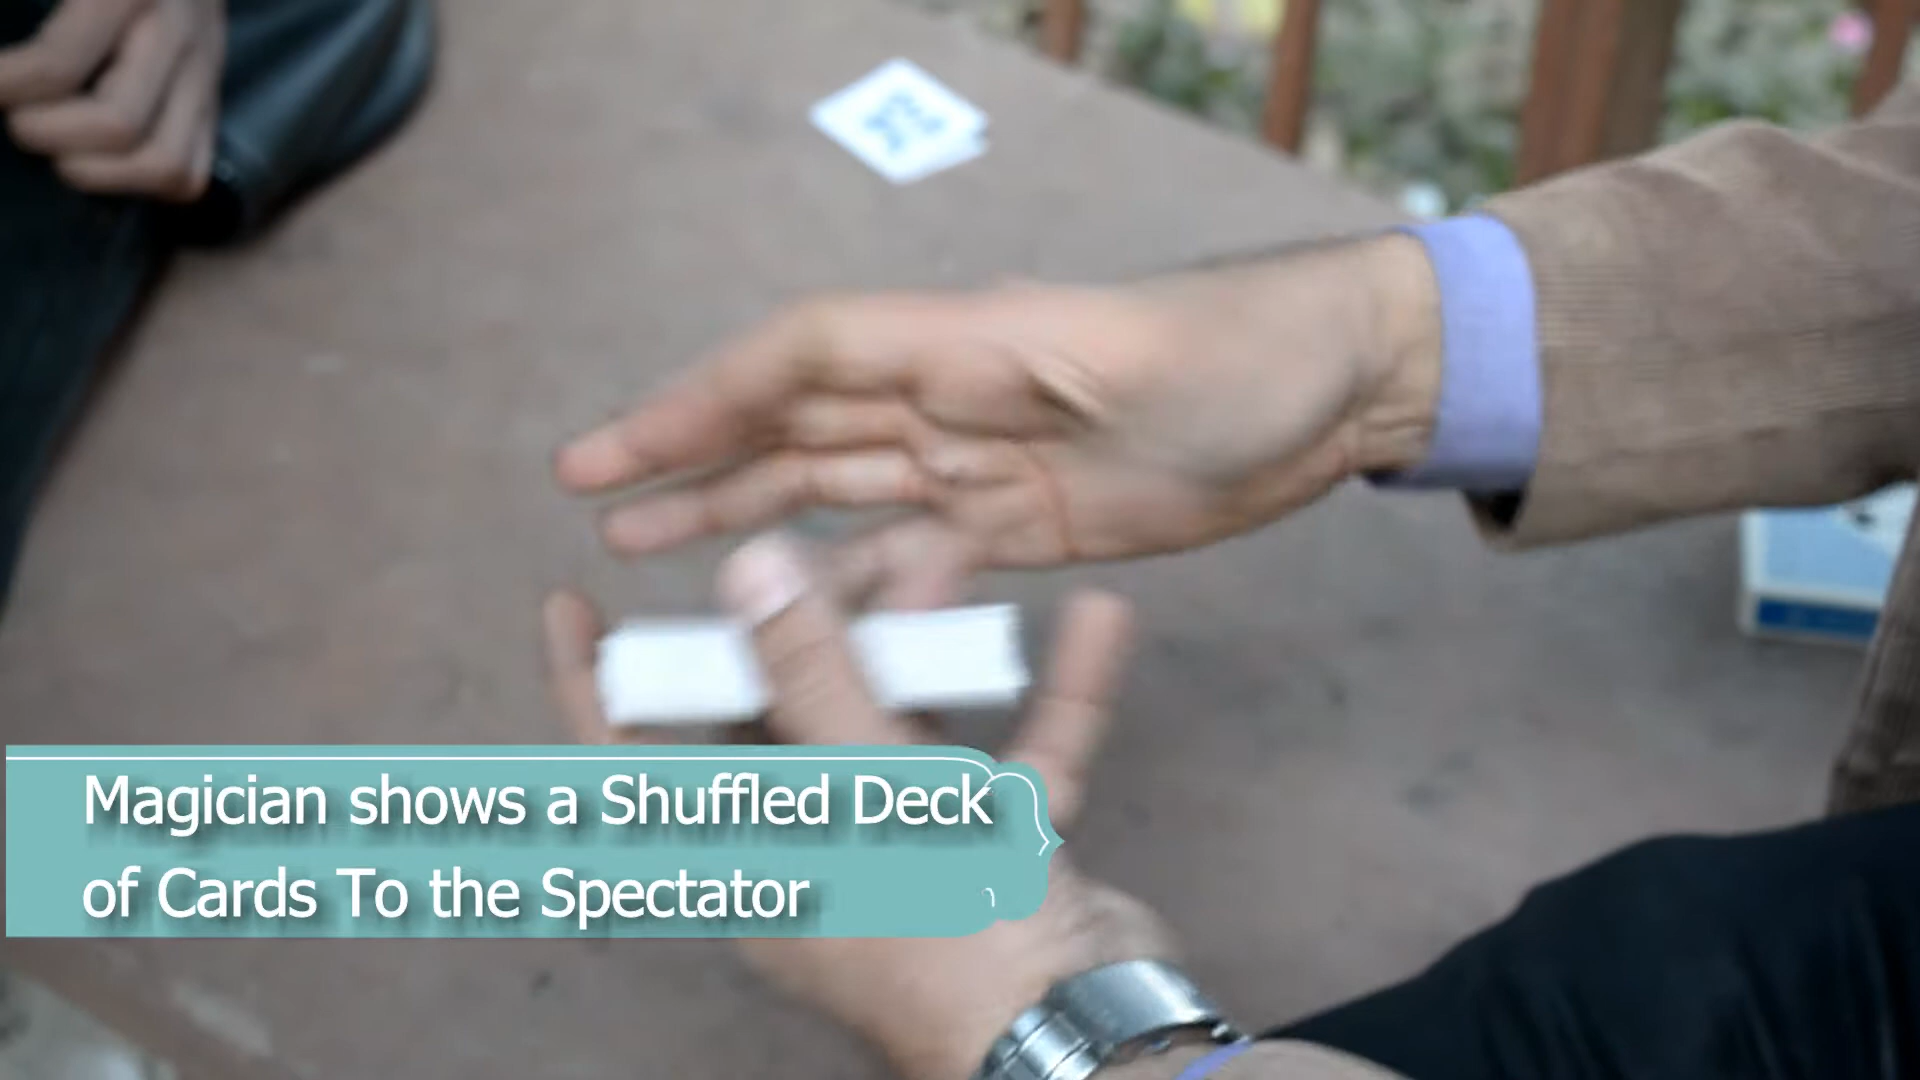 Magician shows a Shuffled Deck
of Cards To the Spectator